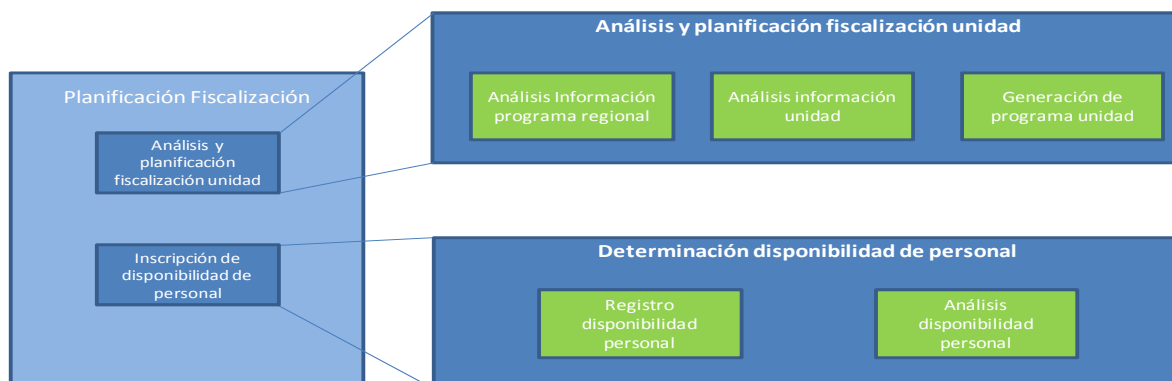 Análisis y planificación fiscalización unidad
Planificación Fiscalización
Análisis Información
programa regional
Análisis información
unidad
Generación de
programa unidad
Análisis y
planificación
fiscalización unidad
Determinación disponibilidad de personal
Inscripción de
disponibilidad de
personal
Registro
disponibilidad
personal
Análisis
disponibilidad
personal